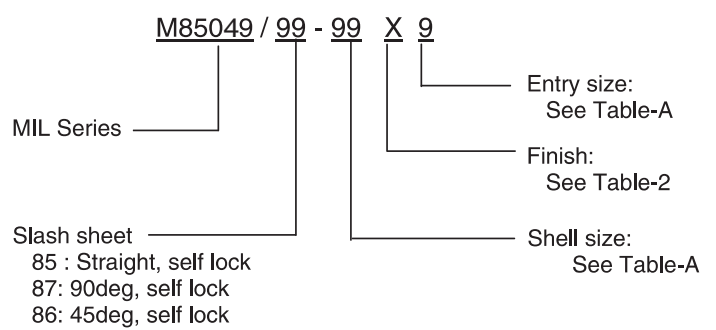 M85049 / 99 - 99 X 9
Entry size:
See Table-A
MIL Series
Finish:
See Table-2
Slash sheet
85 : Straight, self lock
87: 90deg, self lock
86: 45deg, self lock
Shell size:
See Table-A